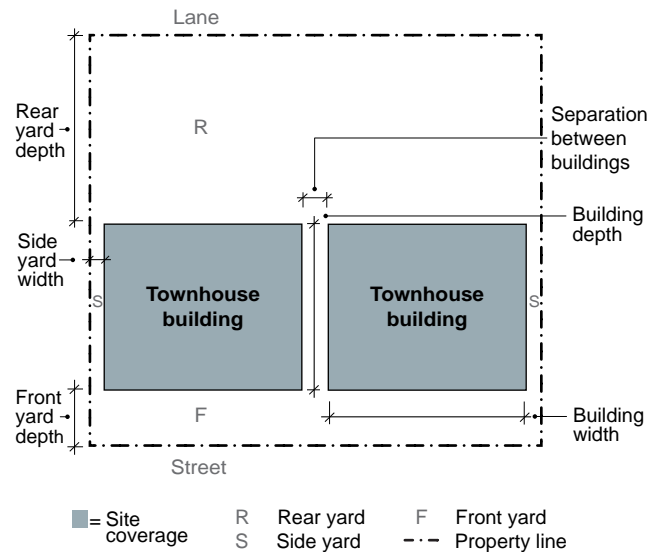 Lane
Rear
yard
depth
R
Separation
between
buildings
Building
depth
Side
yard
width
S
Townhouse
building
Townhouse
building
S
Front
yard
depth
F
Building
width
Street
= Site
coverage
R Rear yard
S Side yard
F Front yard
Property line